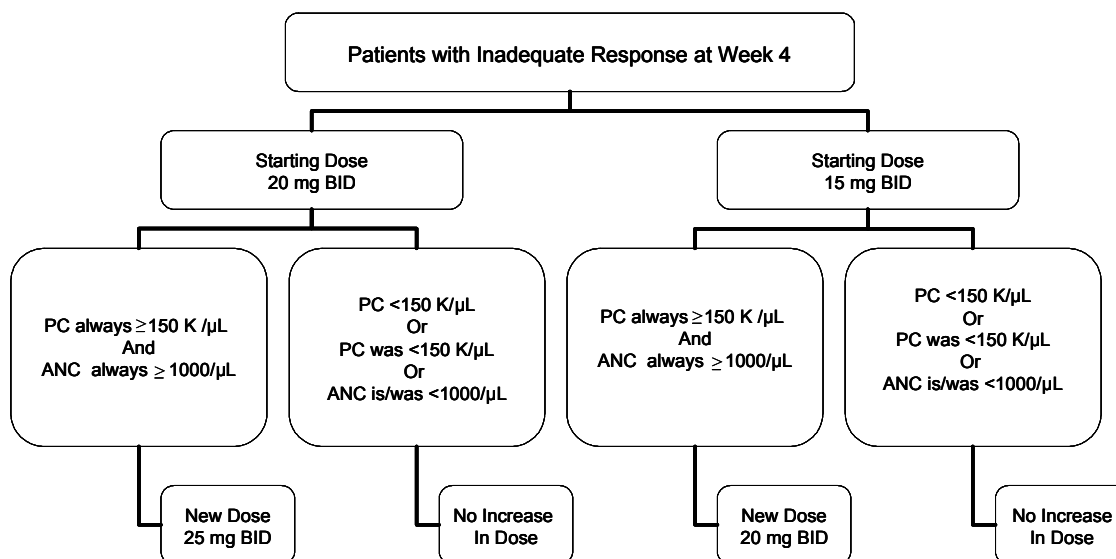 Patients with Inadequate Response at Week 4
Starting Dose
20 mg BID
Starting Dose
15 mg BID
PC always ≥150 K /µL
And
ANC always ≥ 1000/µL
PC <150 K/µL
Or
PC was <150 K/µL
Or
ANC is/was <1000/µL
PC always ≥150 K /µL
And
ANC always ≥ 1000/µL
PC <150 K/µL
Or
PC was <150 K/µL
Or
ANC is/was <1000/µL
New Dose
25 mg BID
No Increase
In Dose
New Dose
20 mg BID
No Increase
In Dose